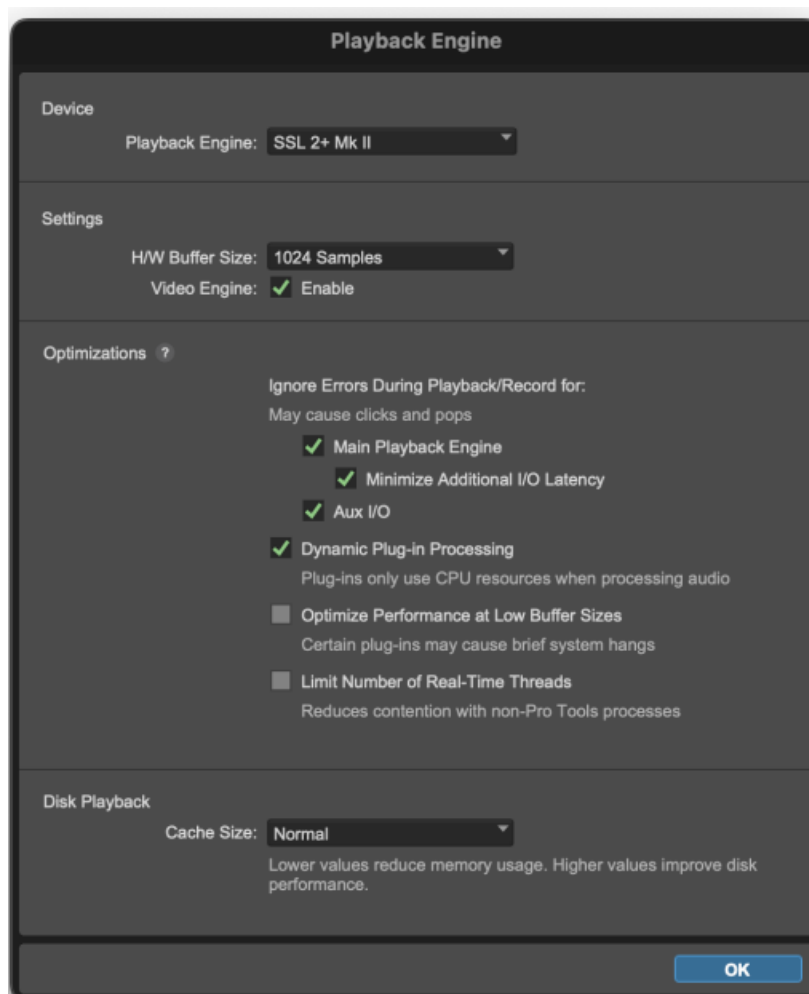 Playback Engine
Device
Playback Engine: SSL 2+ Mk II
Settings
H/W Buffer Size: 1024 Samples
Video Engine: Enable
Optimizations ?
Ignore Errors During Playback/Record for:
May cause clicks and pops
Main Playback Engine
Minimize Additional I/O Latency
Aux I/O
Dynamic Plug-in Processing
Plug-ins only use CPU resources when processing audio
Optimize Performance at Low Buffer Sizes
Certain plug-ins may cause brief system hangs
Limit Number of Real-Time Threads
Reduces contention with non-Pro Tools processes
Disk Playback
Cache Size: Normal
Lower values reduce memory usage. Higher values improve disk
performance.
OK